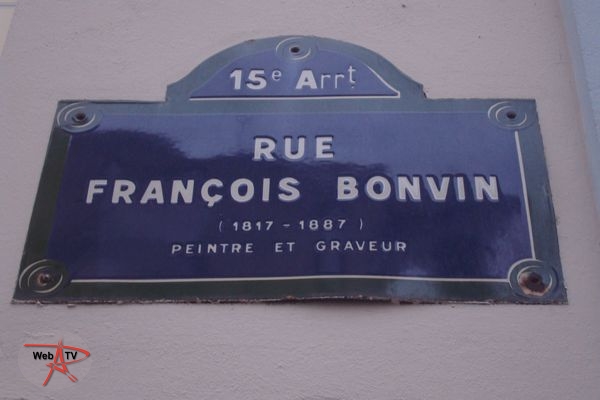 15e Arrt
RUE
FRANÇOIS BONVIN
(1817 - 1887)
PEINTRE ET GRAVEUR
Web TV